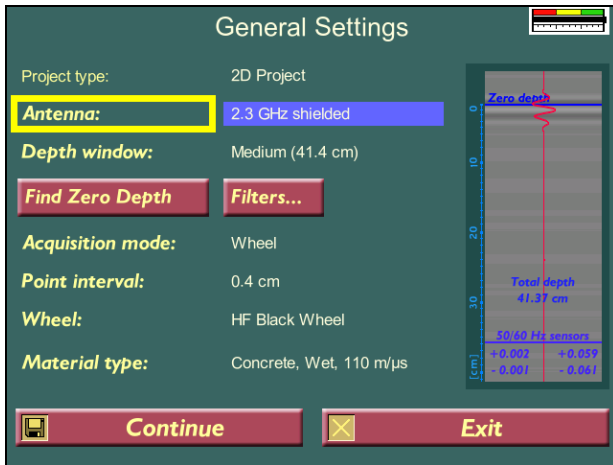 General Settings
Project type: 2D Project
Antenna: 2.3 GHz shielded
Depth window: Medium (41.4 cm)
Find Zero Depth Filters...
Acquisition mode: Wheel
Point interval: 0.4 cm
Wheel: HF Black Wheel
Material type: Concrete, Wet, 110 m/µs
Zero depth
0
10
20
30
[cm]
Total depth
41.37 cm
50/60 Hz sensors
+0.002 +0.059
- 0.001 - 0.061
Continue Exit